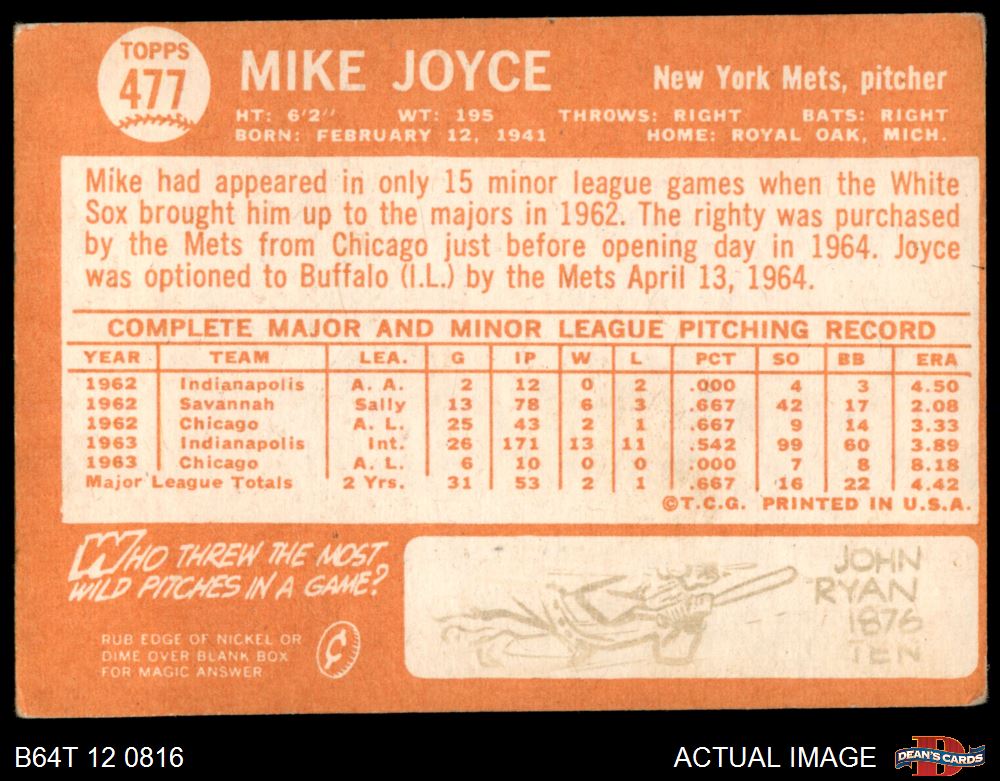 TOPPS
477
MIKE JOYCE
New York Mets, pitcher
HT: 6'2" WT: 195 THROWS: RIGHT BATS: RIGHT
BORN: FEBRUARY 12, 1941 HOME: ROYAL OAK, MICH.
Mike had appeared in only 15 minor league games when the White
Sox brought him up to the majors in 1962. The righty was purchased
by the Mets from Chicago just before opening day in 1964. Joyce
was optioned to Buffalo (I.L.) by the Mets April 13, 1964.
COMPLETE MAJOR AND MINOR LEAGUE PITCHING RECORD
YEAR TEAM LEA. G IP W L PCT SO BB ERA
1962 Indianapolis A. A. 2 12 0 2 .000 4 3 4.50
1962 Savannah Sally 13 78 6 3 .667 42 17 2.08
1962 Chicago A. L. 25 43 2 1 .667 9 14 3.33
1963 Indianapolis Int. 26 171 13 11 .542 99 60 3.89
1963 Chicago A. L. 6 10 0 0 .000 7 8 8.18
Major League Totals 2 Yrs. 31 53 2 1 .667 16 22 4.42
©T.C.G. PRINTED IN U.S.A.
WHO THREW THE MOST
WILD PITCHES IN A GAME?
RUB EDGE OF NICKEL OR
DIME OVER BLANK BOX
FOR MAGIC ANSWER
¢
JOHN
RYAN
1876
TEN
B64T 12 0816
ACTUAL IMAGE
D
DEAN'S CARDS